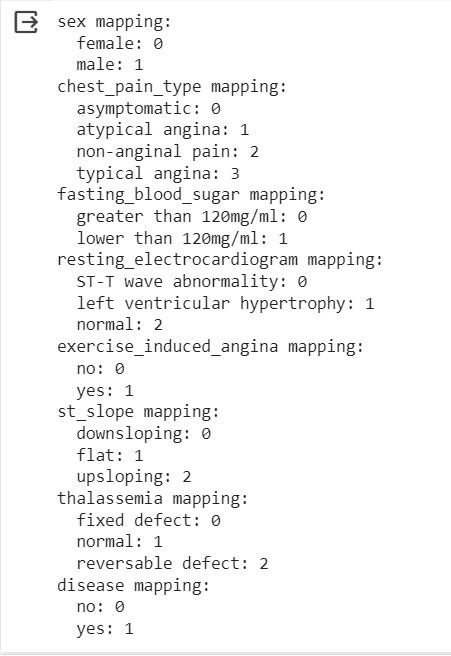 sex mapping:
  female: 0
  male: 1
chest_pain_type mapping:
  asymptomatic: 0
  atypical angina: 1
  non-anginal pain: 2
  typical angina: 3
fasting_blood_sugar mapping:
  greater than 120mg/ml: 0
  lower than 120mg/ml: 1
resting_electrocardiogram mapping:
  ST-T wave abnormality: 0
  left ventricular hypertrophy: 1
  normal: 2
exercise_induced_angina mapping:
  no: 0
  yes: 1
st_slope mapping:
  downsloping: 0
  flat: 1
  upsloping: 2
thalassemia mapping:
  fixed defect: 0
  normal: 1
  reversable defect: 2
disease mapping:
  no: 0
  yes: 1